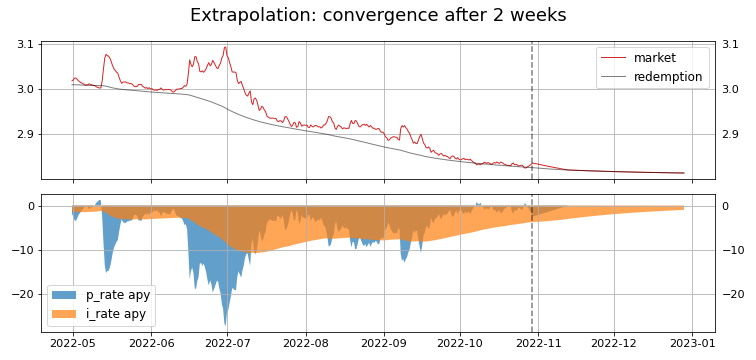 Extrapolation: convergence after 2 weeks
3.1
3.1
market
redemption
3.0
3.0
2.9
2.9
0
0
−10
−10
−20
−20
p_rate apy
i_rate apy
2022-05 2022-06 2022-07 2022-08 2022-09 2022-10 2022-11 2022-12 2023-01